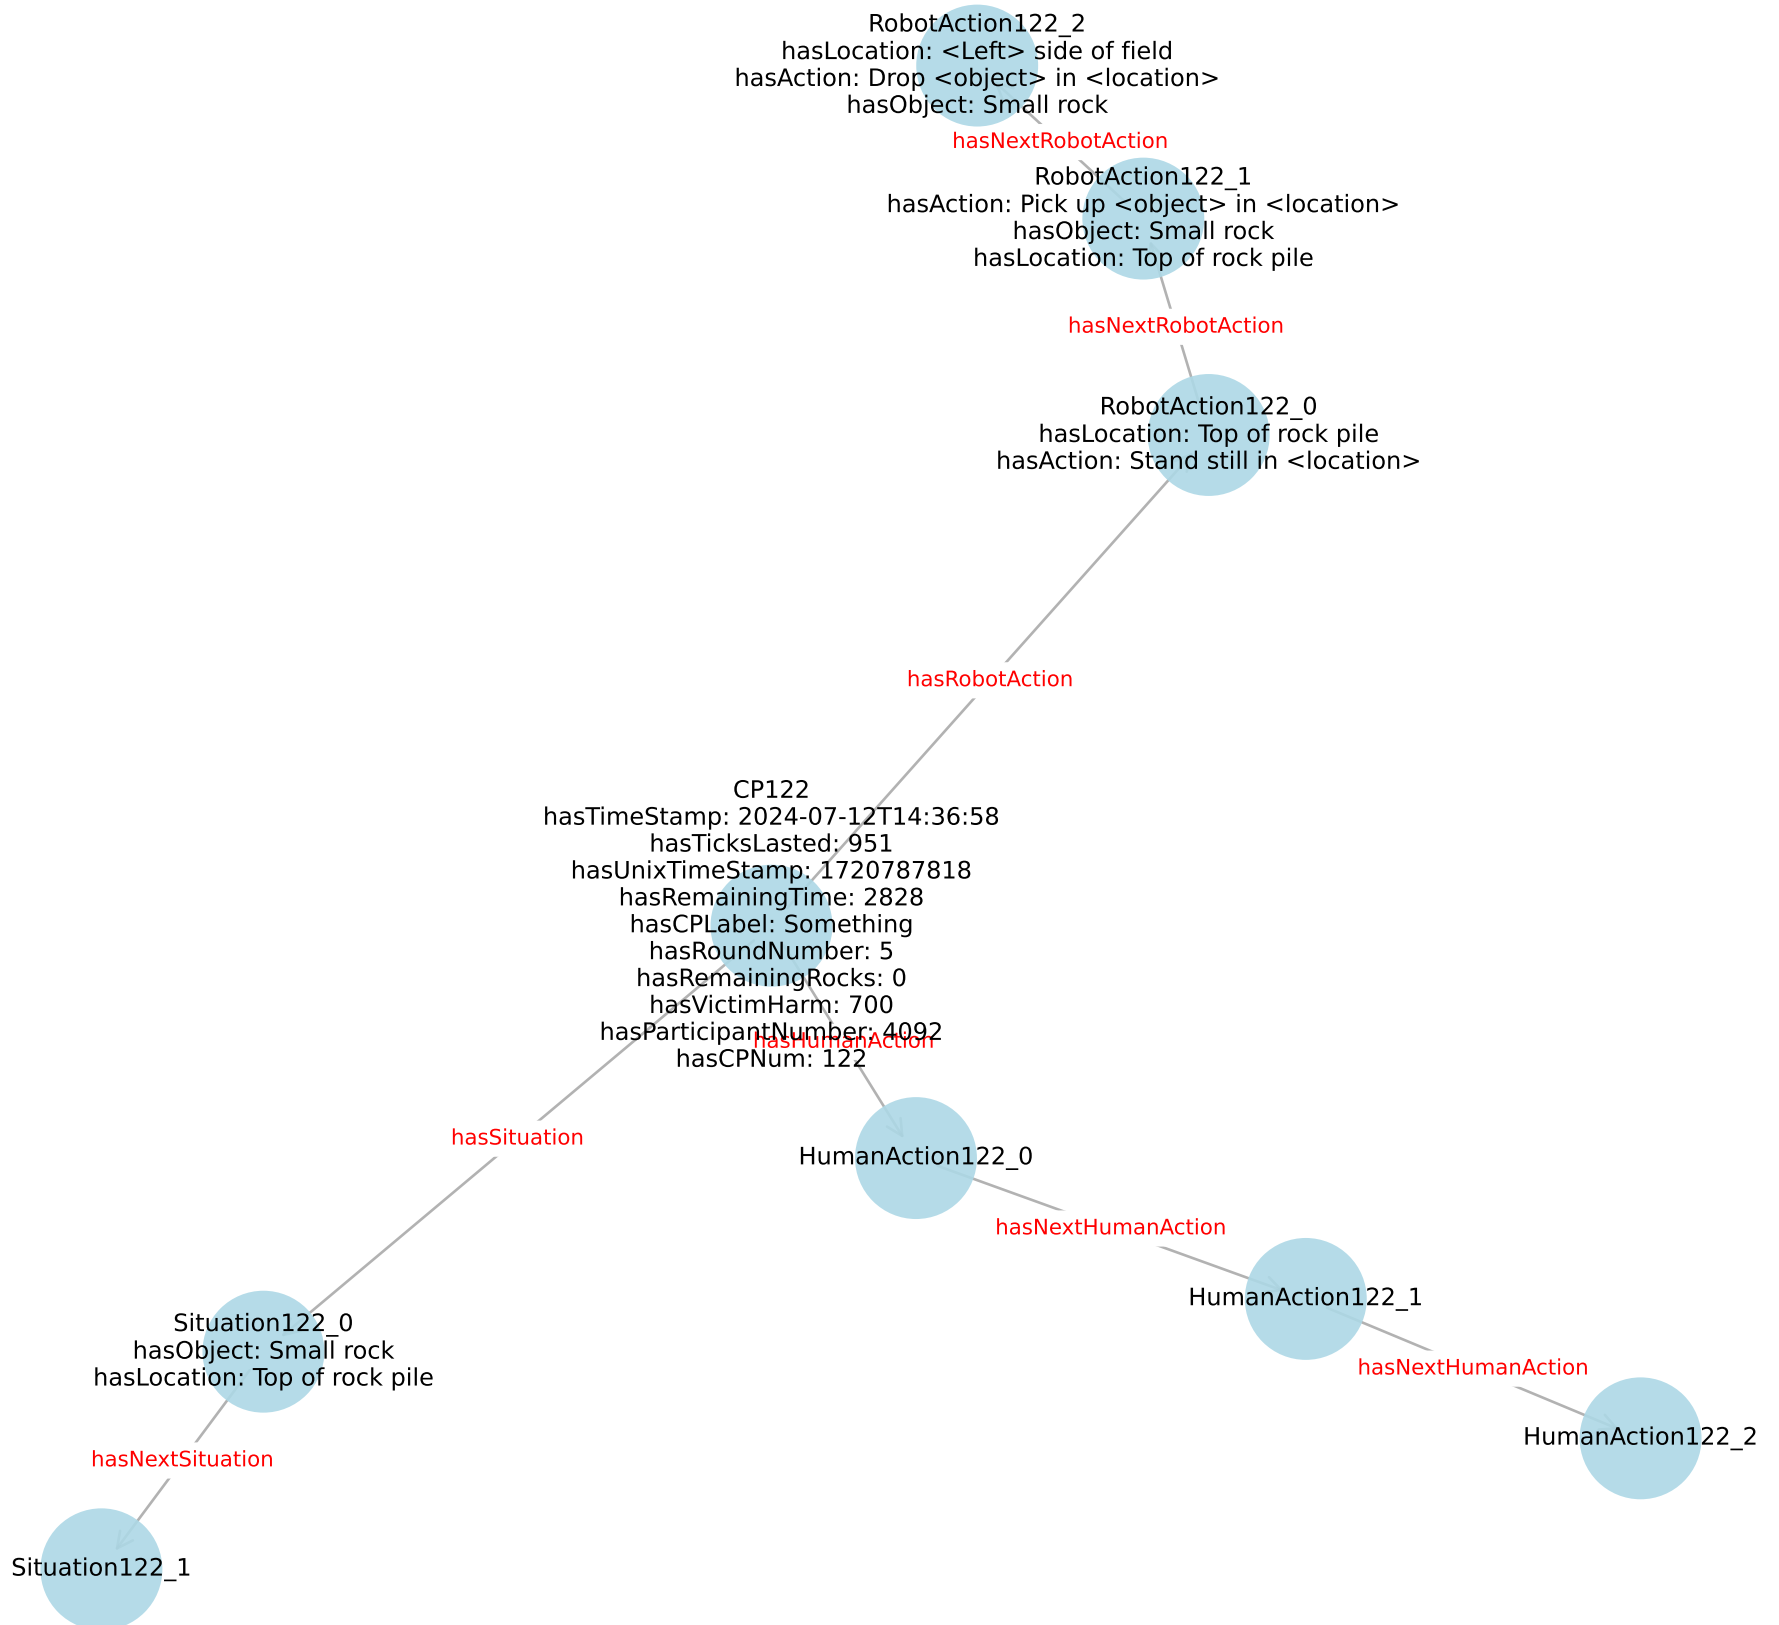 RobotAction122_2
hasLocation: <Left> side of field
hasAction: Drop <object> in <location>
hasObject: Small rock
hasNextRobotAction
RobotAction122_1
hasAction: Pick up <object> in <location>
hasObject: Small rock
hasLocation: Top of rock pile
hasNextRobotAction
RobotAction122_0
hasLocation: Top of rock pile
hasAction: Stand still in <location>
hasRobotAction
CP122
hasTimeStamp: 2024-07-12T14:36:58
hasTicksLasted: 951
hasUnixTimeStamp: 1720787818
hasRemainingTime: 2828
hasCPLabel: Something
hasRoundNumber: 5
hasRemainingRocks: 0
hasVictimHarm: 700
hasParticipantNumber: 4092
hasHumanAction
hasCPNum: 122
hasSituation
HumanAction122_0
hasNextHumanAction
HumanAction122_1
Situation122_0
hasObject: Small rock
hasLocation: Top of rock pile
hasNextHumanAction
HumanAction122_2
hasNextSituation
Situation122_1